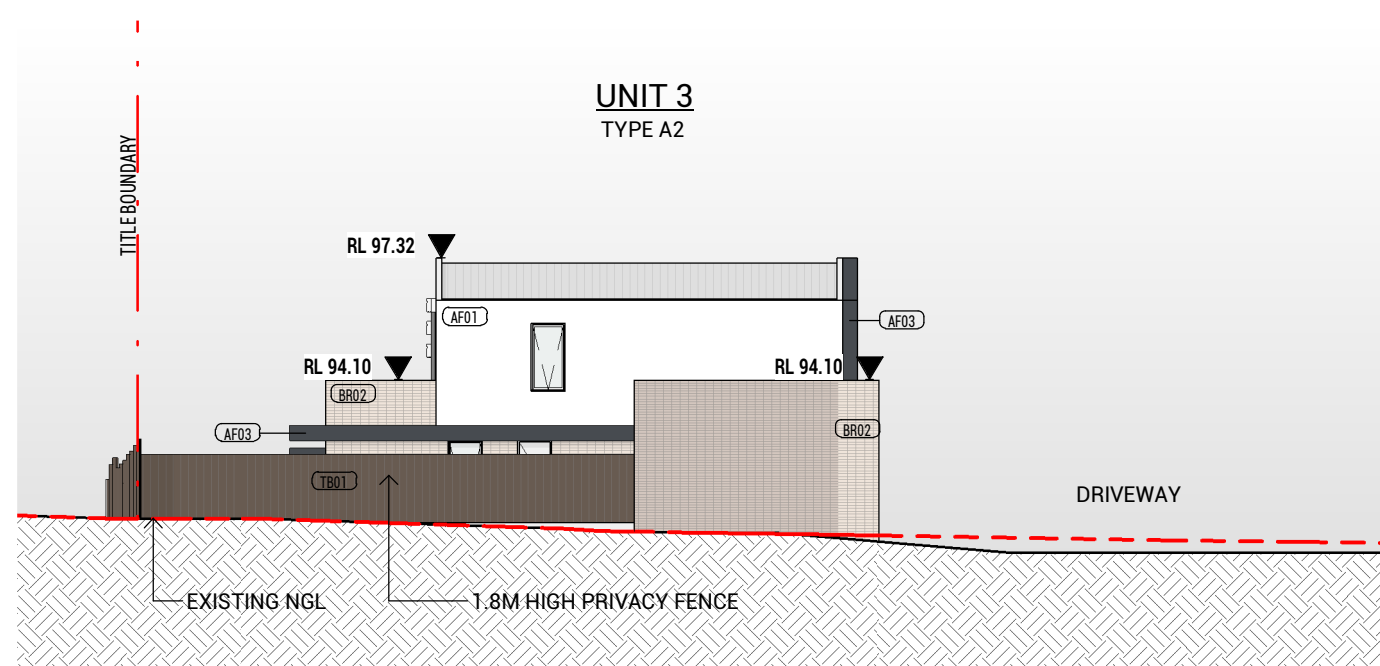 UNIT 3
TYPE A2
TITLE BOUNDARY
RL 97.32
AF01
AF03
RL 94.10
RL 94.10
BR02
AF03
BR02
TB01
DRIVEWAY
EXISTING NGL
1.8M HIGH PRIVACY FENCE